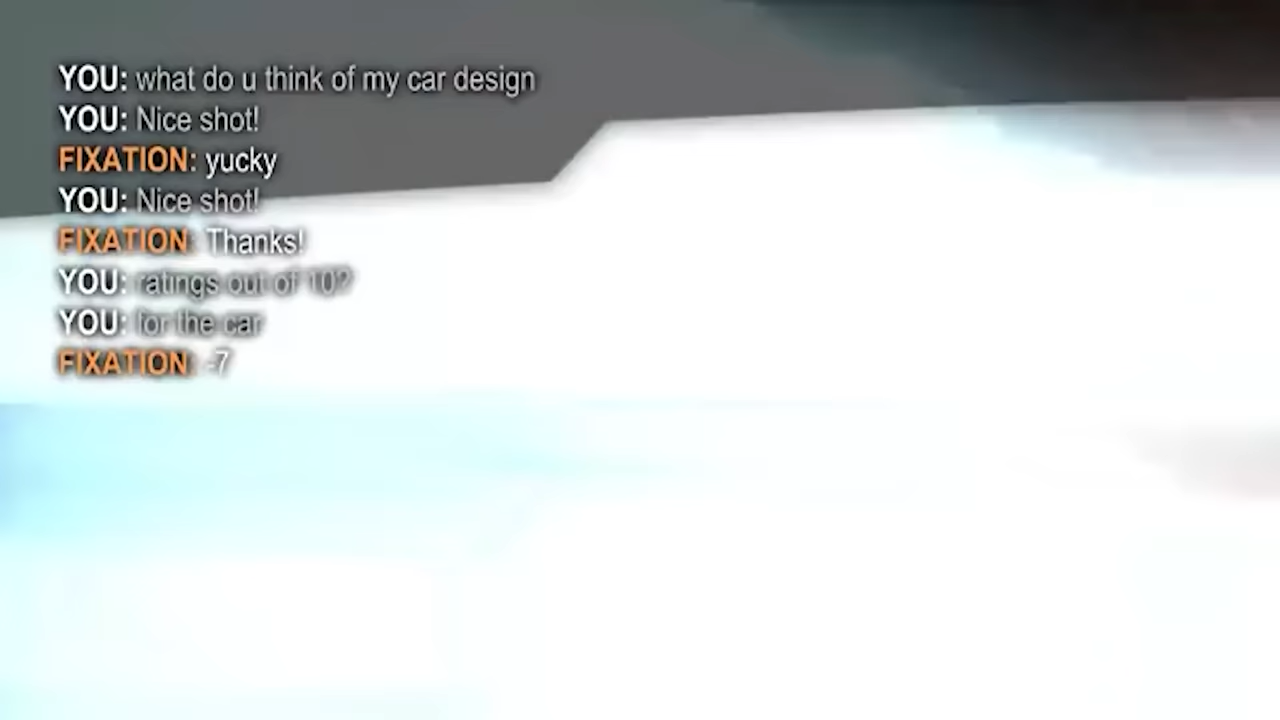 YOU: what do u think of my car design
YOU: Nice shot!
FIXATION: yucky
YOU: Nice shot!
FIXATION: Thanks!
YOU: ratings out of 10?
YOU: for the car
FIXATION: -7